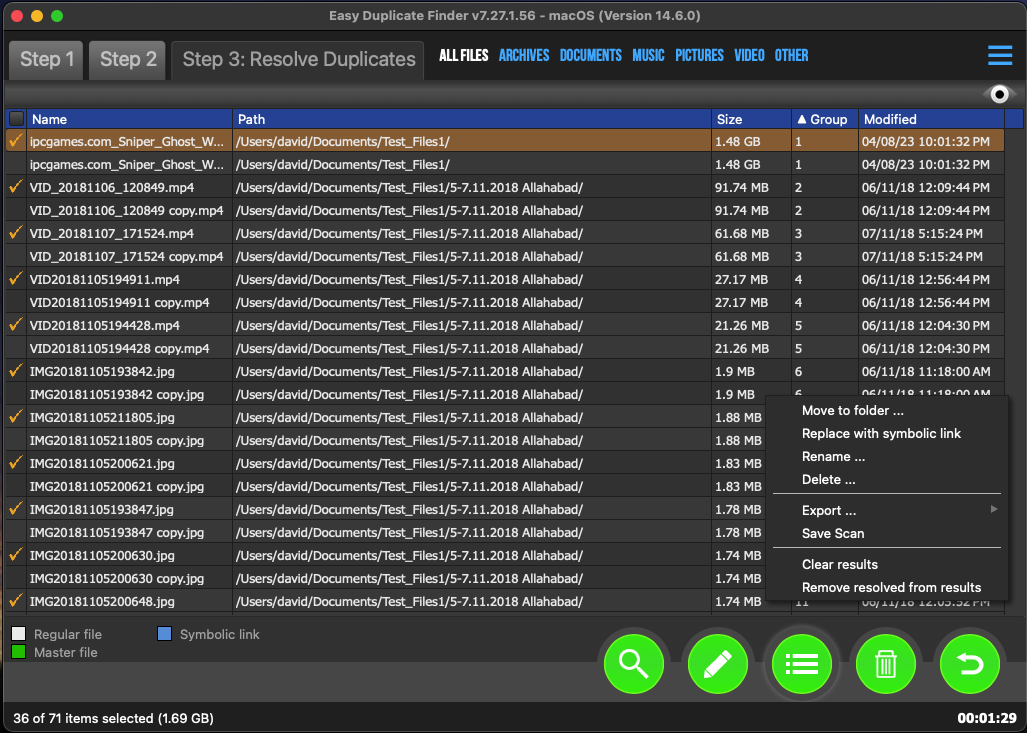 Easy Duplicate Finder v7.27.1.56 - macOS (Version 14.6.0)
Step 1 Step 2 Step 3: Resolve Duplicates ALL FILES ARCHIVES DOCUMENTS MUSIC PICTURES VIDEO OTHER
Name Path Size ▲ Group Modified
ipcgames.com_Sniper_Ghost_W... /Users/david/Documents/Test_Files1/ 1.48 GB 1 04/08/23 10:01:32 PM
ipcgames.com_Sniper_Ghost_W... /Users/david/Documents/Test_Files1/ 1.48 GB 1 04/08/23 10:01:32 PM
VID_20181106_120849.mp4 /Users/david/Documents/Test_Files1/5-7.11.2018 Allahabad/ 91.74 MB 2 06/11/18 12:09:44 PM
VID_20181106_120849 copy.mp4 /Users/david/Documents/Test_Files1/5-7.11.2018 Allahabad/ 91.74 MB 2 06/11/18 12:09:44 PM
VID_20181107_171524.mp4 /Users/david/Documents/Test_Files1/5-7.11.2018 Allahabad/ 61.68 MB 3 07/11/18 5:15:24 PM
VID_20181107_171524 copy.mp4 /Users/david/Documents/Test_Files1/5-7.11.2018 Allahabad/ 61.68 MB 3 07/11/18 5:15:24 PM
VID20181105194911.mp4 /Users/david/Documents/Test_Files1/5-7.11.2018 Allahabad/ 27.17 MB 4 06/11/18 12:56:44 PM
VID20181105194911 copy.mp4 /Users/david/Documents/Test_Files1/5-7.11.2018 Allahabad/ 27.17 MB 4 06/11/18 12:56:44 PM
VID20181105194428.mp4 /Users/david/Documents/Test_Files1/5-7.11.2018 Allahabad/ 21.26 MB 5 06/11/18 12:04:30 PM
VID20181105194428 copy.mp4 /Users/david/Documents/Test_Files1/5-7.11.2018 Allahabad/ 21.26 MB 5 06/11/18 12:04:30 PM
IMG20181105193842.jpg /Users/david/Documents/Test_Files1/5-7.11.2018 Allahabad/ 1.9 MB 6 06/11/18 11:18:00 AM
IMG20181105193842 copy.jpg /Users/david/Documents/Test_Files1/5-7.11.2018 Allahabad/ 1.9 MB 6 06/11/18 11:18:00 AM
IMG20181105211805.jpg /Users/david/Documents/Test_Files1/5-7.11.2018 Allahabad/ 1.88 MB
IMG20181105211805 copy.jpg /Users/david/Documents/Test_Files1/5-7.11.2018 Allahabad/ 1.88 MB
IMG20181105200621.jpg /Users/david/Documents/Test_Files1/5-7.11.2018 Allahabad/ 1.83 MB
IMG20181105200621 copy.jpg /Users/david/Documents/Test_Files1/5-7.11.2018 Allahabad/ 1.83 MB
IMG20181105193847.jpg /Users/david/Documents/Test_Files1/5-7.11.2018 Allahabad/ 1.78 MB
IMG20181105193847 copy.jpg /Users/david/Documents/Test_Files1/5-7.11.2018 Allahabad/ 1.78 MB
IMG20181105200630.jpg /Users/david/Documents/Test_Files1/5-7.11.2018 Allahabad/ 1.74 MB
IMG20181105200630 copy.jpg /Users/david/Documents/Test_Files1/5-7.11.2018 Allahabad/ 1.74 MB
IMG20181105200648.jpg /Users/david/Documents/Test_Files1/5-7.11.2018 Allahabad/ 1.74 MB 11
Move to folder ...
Replace with symbolic link
Rename ...
Delete ...
Export ...
Save Scan
Clear results
Remove resolved from results
Regular file Symbolic link
Master file
36 of 71 items selected (1.69 GB) 00:01:29